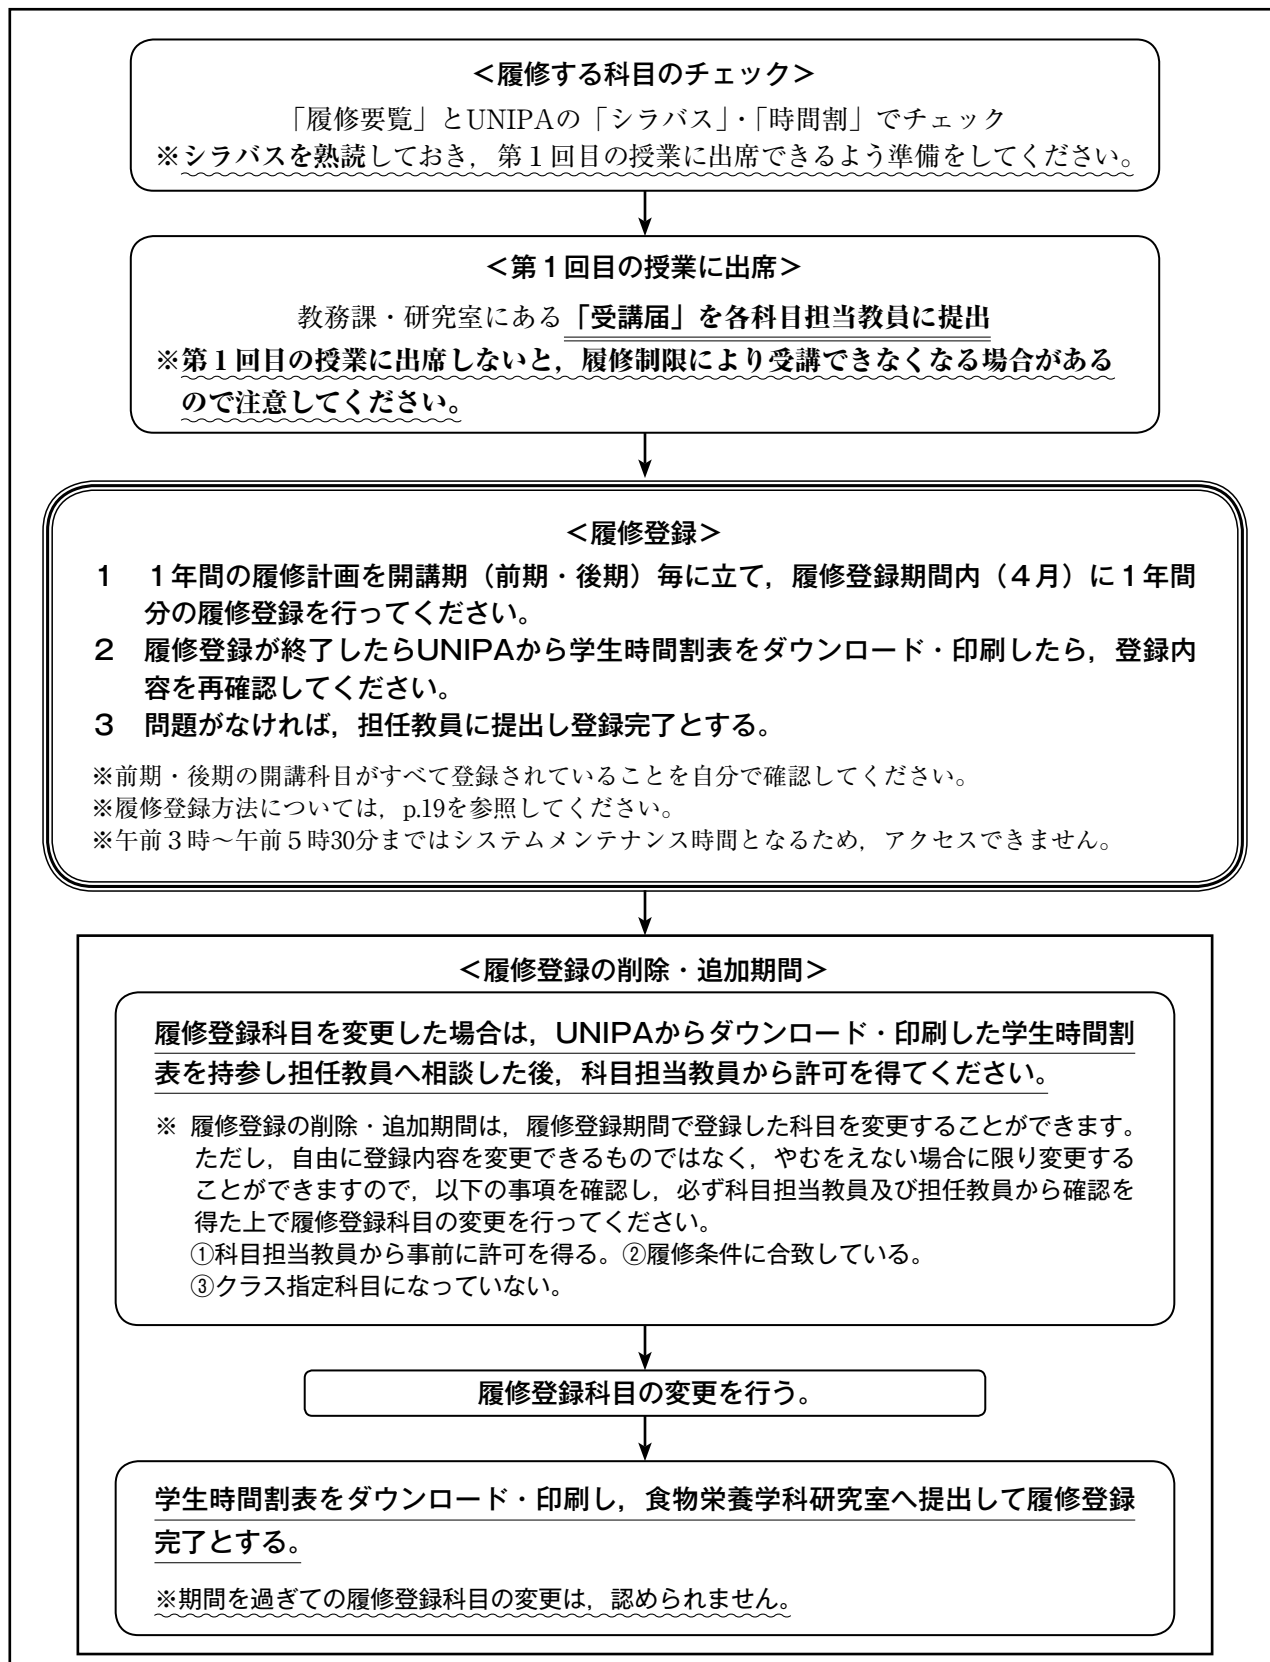 ＜履修する科目のチェック＞
「履修要覧」とUNIPAの「シラバス」・「時間割」でチェック
※シラバスを熟読しておき，第１回目の授業に出席できるよう準備をしてください。
＜第１回目の授業に出席＞
教務課・研究室にある「受講届」を各科目担当教員に提出
※第１回目の授業に出席しないと，履修制限により受講できなくなる場合がある
ので注意してください。
＜履修登録＞
１　１年間の履修計画を開講期（前期・後期）毎に立て，履修登録期間内（４月）に１年間
分の履修登録を行ってください。
２　履修登録が終了したらUNIPAから学生時間割表をダウンロード・印刷したら，登録内
容を再確認してください。
３　問題がなければ，担任教員に提出し登録完了とする。
※前期・後期の開講科目がすべて登録されていることを自分で確認してください。
※履修登録方法については，p.19を参照してください。
※午前３時～午前５時30分まではシステムメンテナンス時間となるため，アクセスできません。
＜履修登録の削除・追加期間＞
履修登録科目を変更した場合は，UNIPAからダウンロード・印刷した学生時間割
表を持参し担任教員へ相談した後，科目担当教員から許可を得てください。
※ 履修登録の削除・追加期間は，履修登録期間で登録した科目を変更することができます。
ただし，自由に登録内容を変更できるものではなく，やむをえない場合に限り変更する
ことができますので，以下の事項を確認し，必ず科目担当教員及び担任教員から確認を
得た上で履修登録科目の変更を行ってください。
①科目担当教員から事前に許可を得る。②履修条件に合致している。
③クラス指定科目になっていない。
履修登録科目の変更を行う。
学生時間割表をダウンロード・印刷し，食物栄養学科研究室へ提出して履修登録
完了とする。
※期間を過ぎての履修登録科目の変更は，認められません。